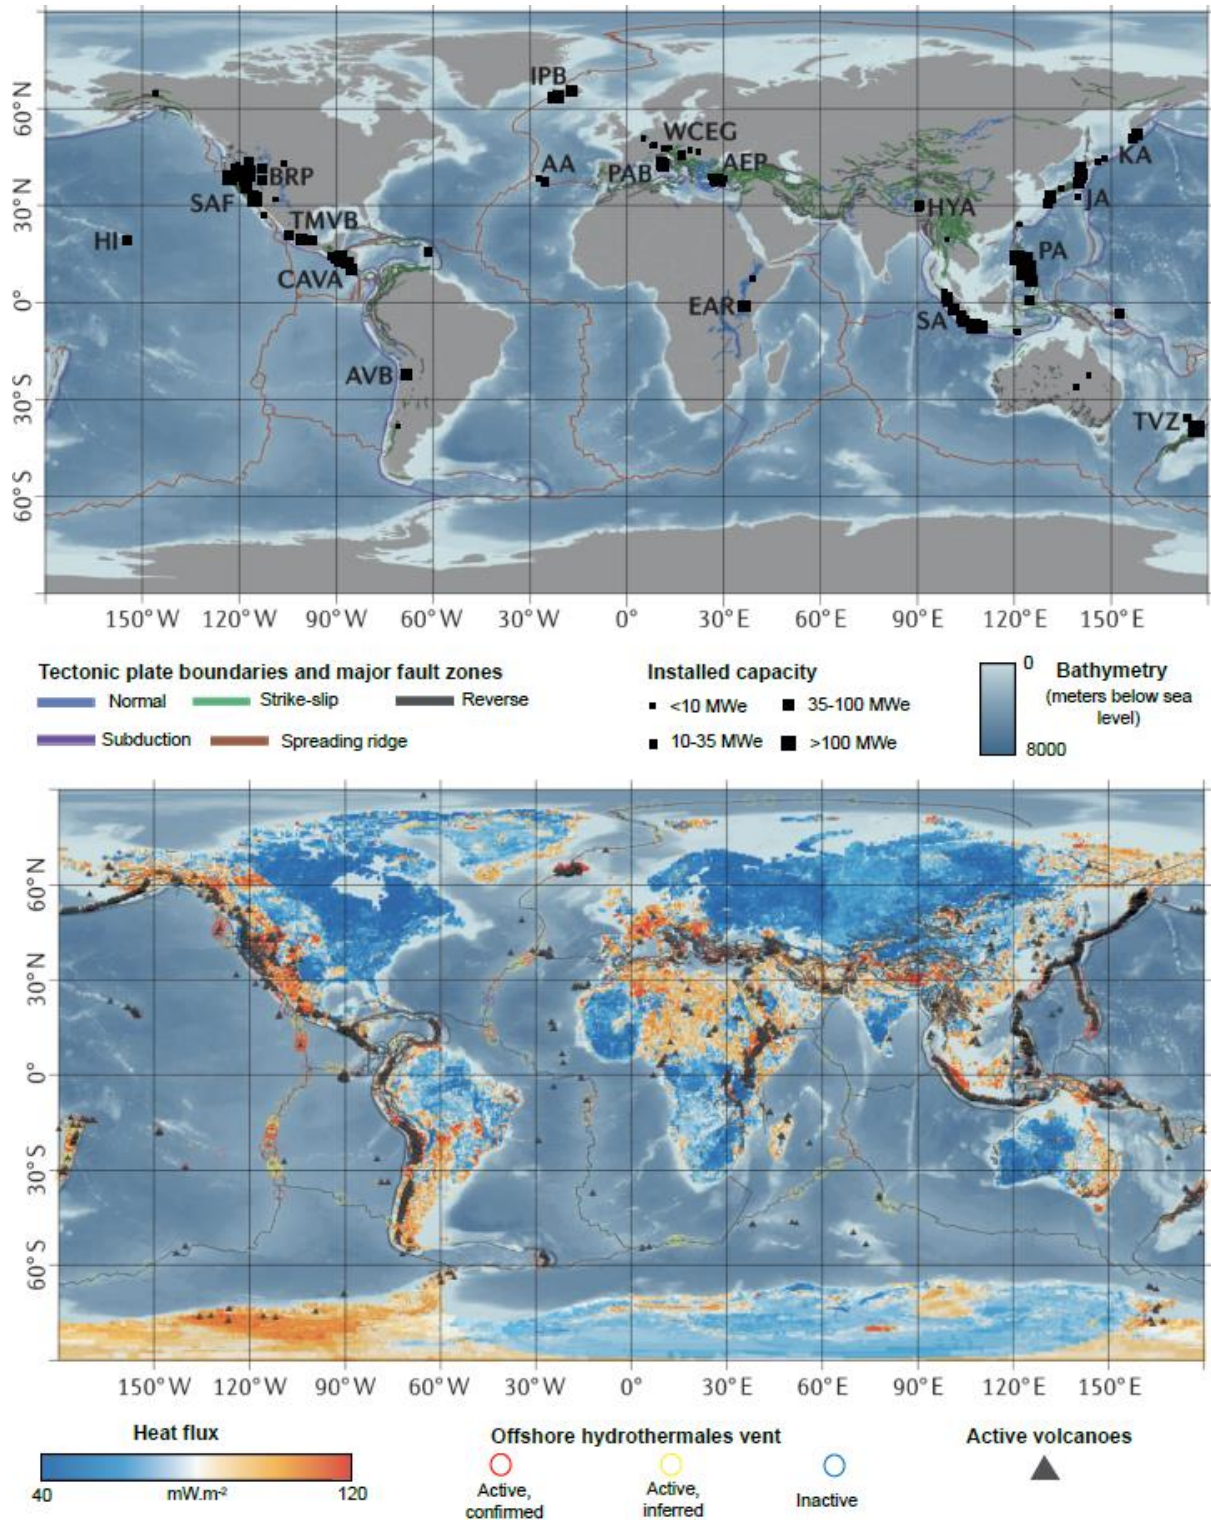 60°N
30°N
0°
30°S
60°S
IPB
WCEG
AA
PAB
AEP
KA
BRP
SAF
HYA
JA
HI
TMVB
PA
CAVA
EAR
SA
AVB
TVZ
150°W 120°W 90°W 60°W 30°W 0° 30°E 60°E 90°E 120°E 150°E
Tectonic plate boundaries and major fault zones
Normal Strike-slip Reverse
Subduction Spreading ridge
Installed capacity
<10 MWe 35-100 MWe
10-35 MWe >100 MWe
0
Bathymetry
(meters below sea
level)
8000
60°N
30°N
0°
30°S
60°S
150°W 120°W 90°W 60°W 30°W 0° 30°E 60°E 90°E 120°E 150°E
Heat flux
40 mW.m-² 120
Offshore hydrothermales vent
Active,
confirmed
Active,
inferred
Inactive
Active volcanoes